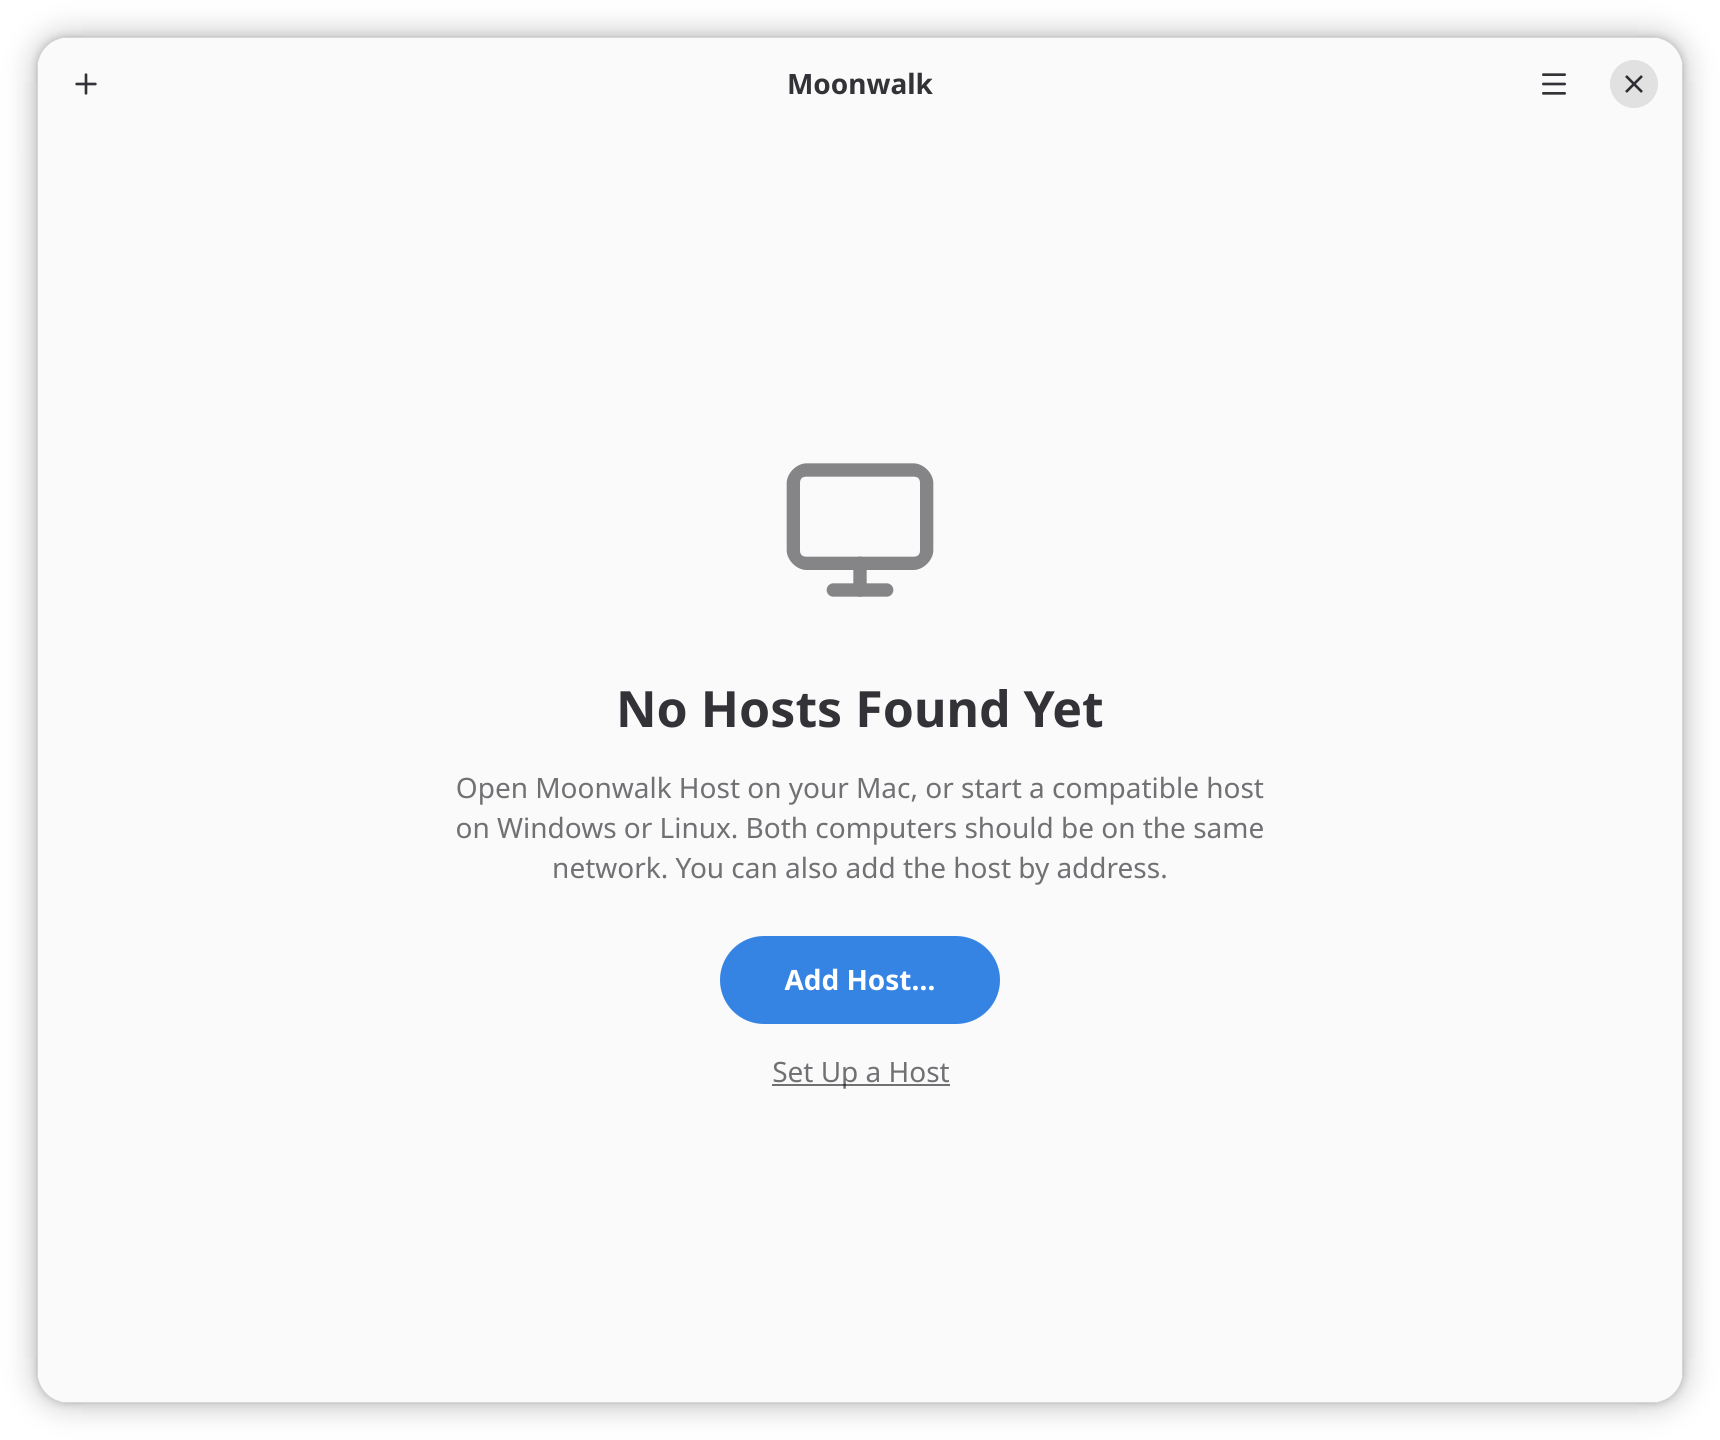 Moonwalk
No Hosts Found Yet
Open Moonwalk Host on your Mac, or start a compatible host
on Windows or Linux. Both computers should be on the same
network. You can also add the host by address.
Add Host...
Set Up a Host